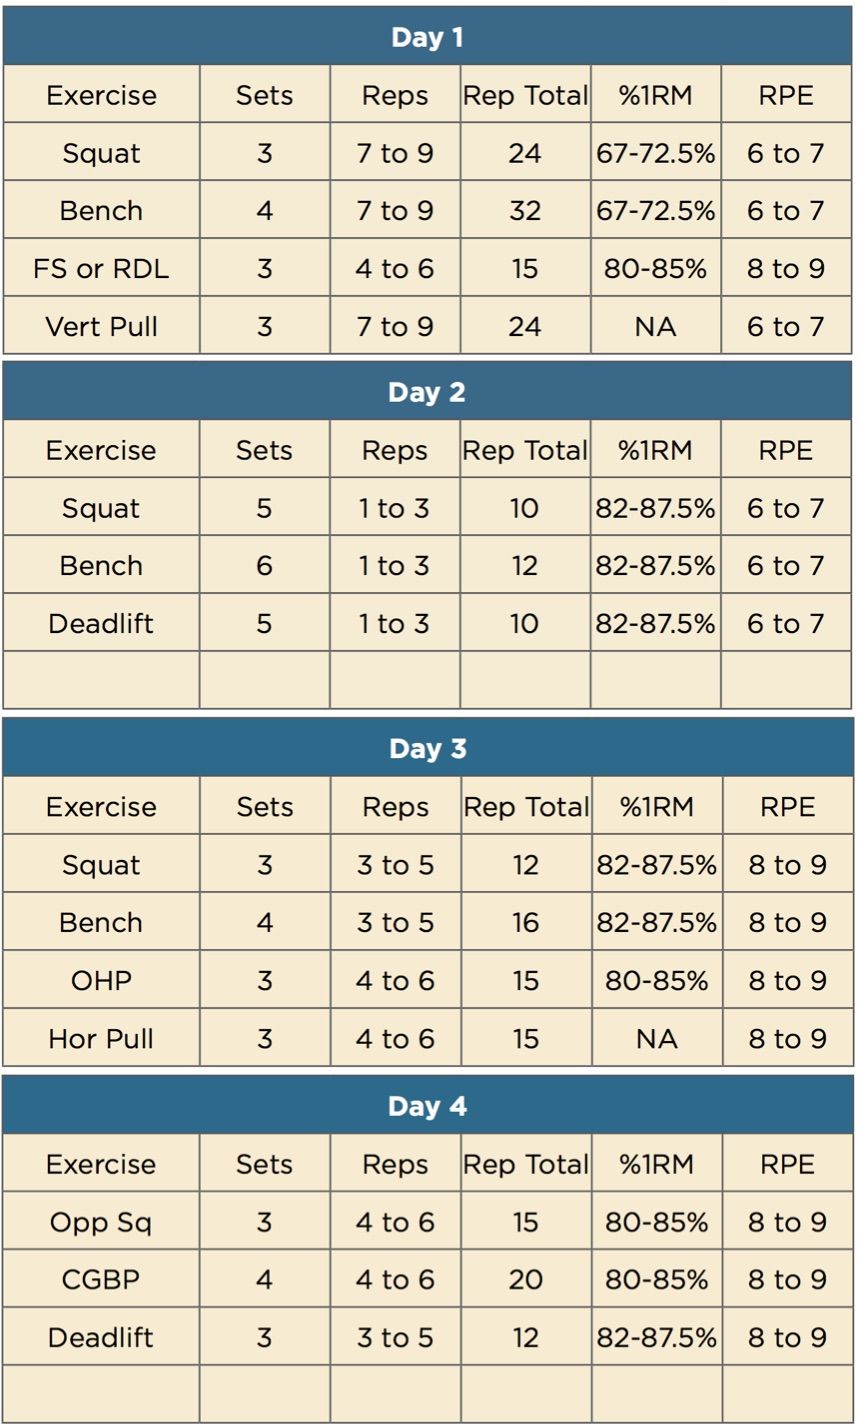 Day 1
Exercise Sets Reps Rep Total %1RM RPE
Squat 3 7 to 9 24 67-72.5% 6 to 7
Bench 4 7 to 9 32 67-72.5% 6 to 7
FS or RDL 3 4 to 6 15 80-85% 8 to 9
Vert Pull 3 7 to 9 24 NA 6 to 7
Day 2
Exercise Sets Reps Rep Total %1RM RPE
Squat 5 1 to 3 10 82-87.5% 6 to 7
Bench 6 1 to 3 12 82-87.5% 6 to 7
Deadlift 5 1 to 3 10 82-87.5% 6 to 7
Day 3
Exercise Sets Reps Rep Total %1RM RPE
Squat 3 3 to 5 12 82-87.5% 8 to 9
Bench 4 3 to 5 16 82-87.5% 8 to 9
OHP 3 4 to 6 15 80-85% 8 to 9
Hor Pull 3 4 to 6 15 NA 8 to 9
Day 4
Exercise Sets Reps Rep Total %1RM RPE
Opp Sq 3 4 to 6 15 80-85% 8 to 9
CGBP 4 4 to 6 20 80-85% 8 to 9
Deadlift 3 3 to 5 12 82-87.5% 8 to 9